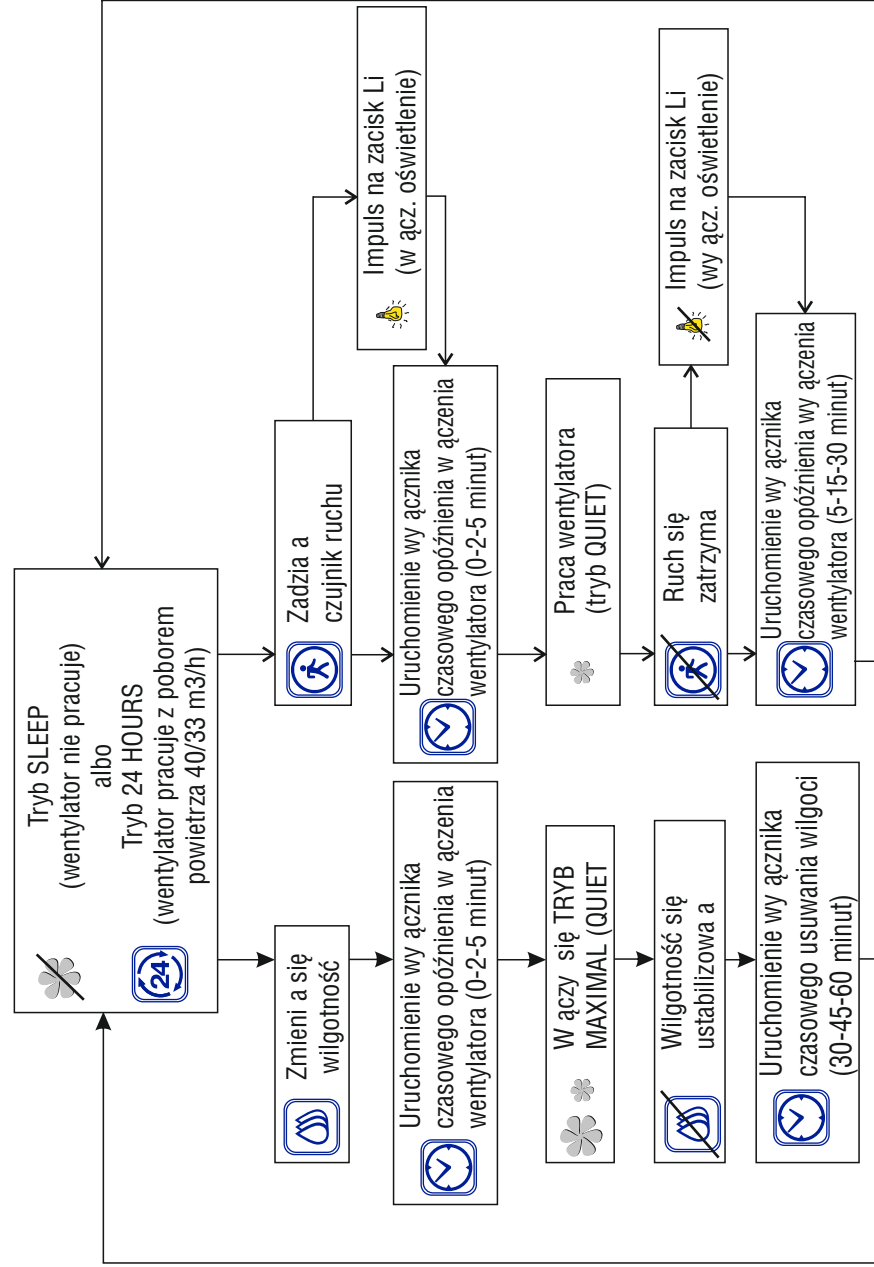 Tryb SLEEP
(wentylator nie pracuje)
albo
Tryb 24 HOURS
(wentylator pracuje z poborem
powietrza 40/33 m3/h)
24
Zmieni a się
wilgotność
Uruchomienie wy ącznika
czasowego opóźnienia w ączenia
wentylatora (0-2-5 minut)
W ączy się TRYB
MAXIMAL (QUIET
Wilgotność się
ustabilizowa a
Uruchomienie wy ącznika
czasowego usuwania wilgoci
(30-45-60 minut)
Zadzia a
czujnik ruchu
Impuls na zacisk Li
(w ącz. oświetlenie)
Uruchomienie wy ącznika
czasowego opóźnienia w ączenia
wentylatora (0-2-5 minut)
Praca wentylatora
(tryb QUIET)
Ruch się
zatrzyma
Impuls na zacisk Li
(wy ącz. oświetlenie)
Uruchomienie wy ącznika
czasowego opóźnienia wy ączenia
wentylatora (5-15-30 minut)